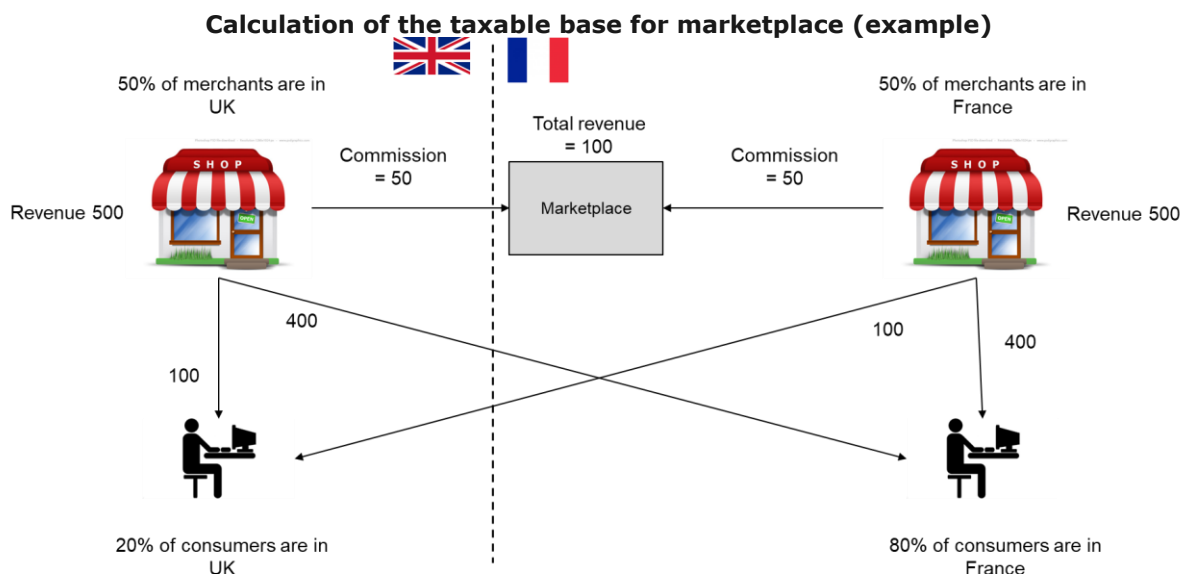 Calculation of the taxable base for marketplace (example)
50% of merchants are in
UK
50% of merchants are in
France
Total revenue
= 100
Commission
= 50
Commission
= 50
SHOP
OPEN
Revenue 500
Marketplace
SHOP
OPEN
Revenue 500
400
100
100
400
20% of consumers are in
UK
80% of consumers are in
France